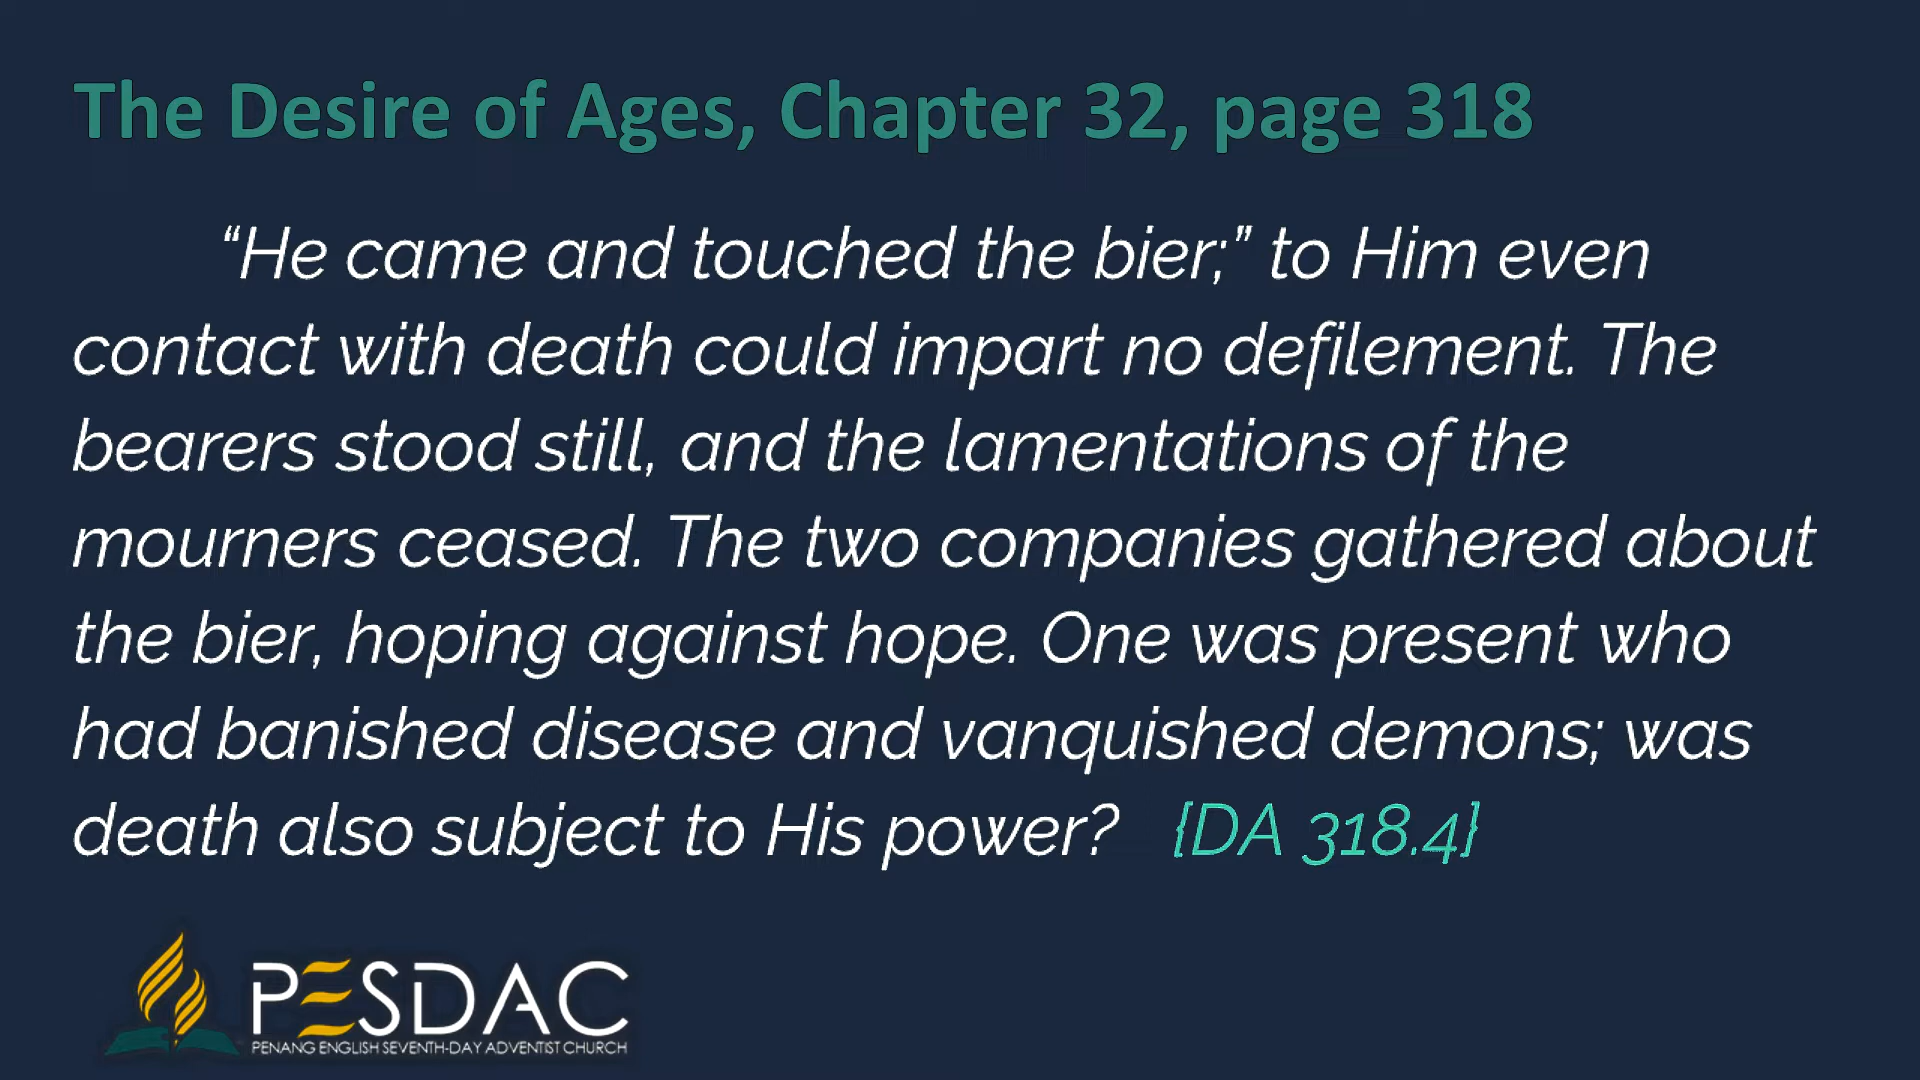 The Desire of Ages, Chapter 32, page 318
“He came and touched the bier;” to Him even
contact with death could impart no defilement. The
bearers stood still, and the lamentations of the
mourners ceased. The two companies gathered about
the bier, hoping against hope. One was present who
had banished disease and vanquished demons; was
death also subject to His power? {DA 318.4}
PESDAC
PENANG ENGLISH SEVENTH-DAY ADVENTIST CHURCH